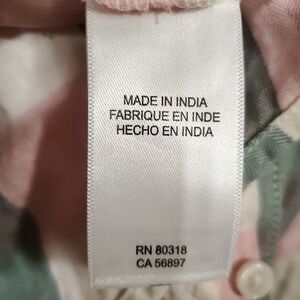 MADE IN INDIA
FABRIQUE EN INDE
HECHO EN INDIA
RN 80318
CA 56897